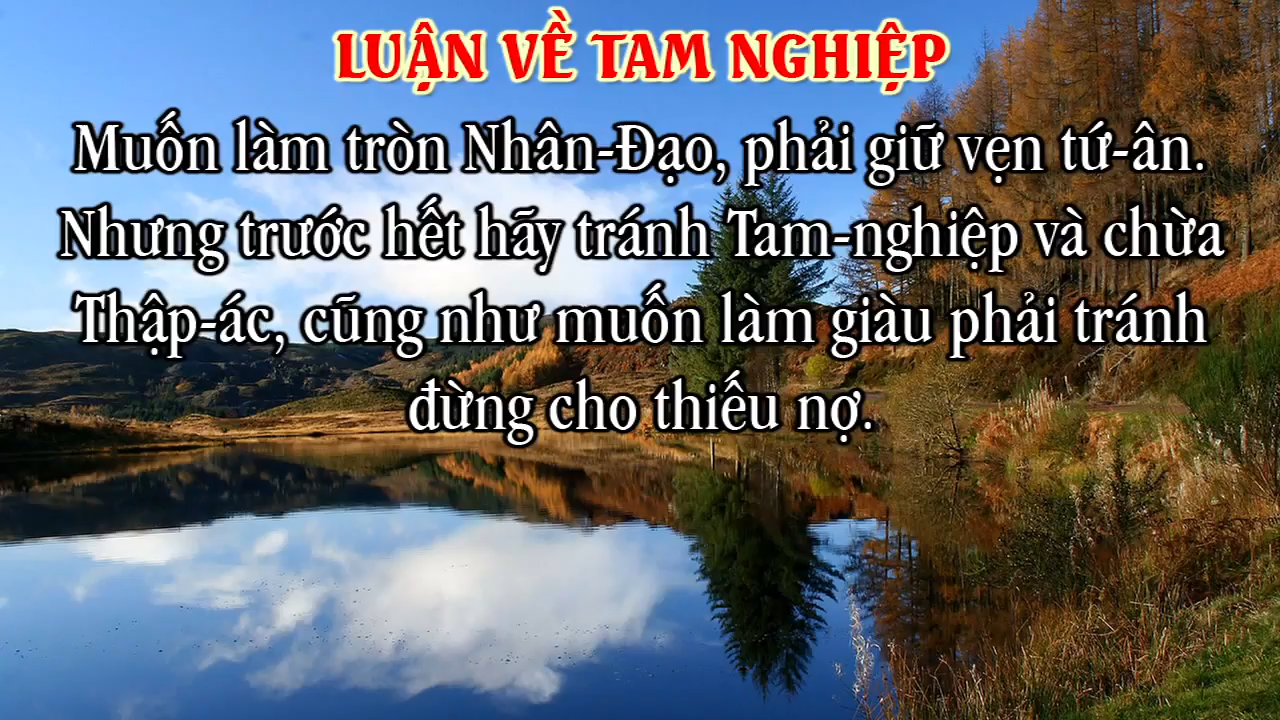 LUẬN VỀ TAM NGHIỆP
Muốn làm tròn Nhân-Đạo, phải giữ vẹn tứ-ân.
Nhưng trước hết hãy tránh Tam-nghiệp và chừa
Thập-ác, cũng như muốn làm giàu phải tránh
đừng cho thiếu nợ.